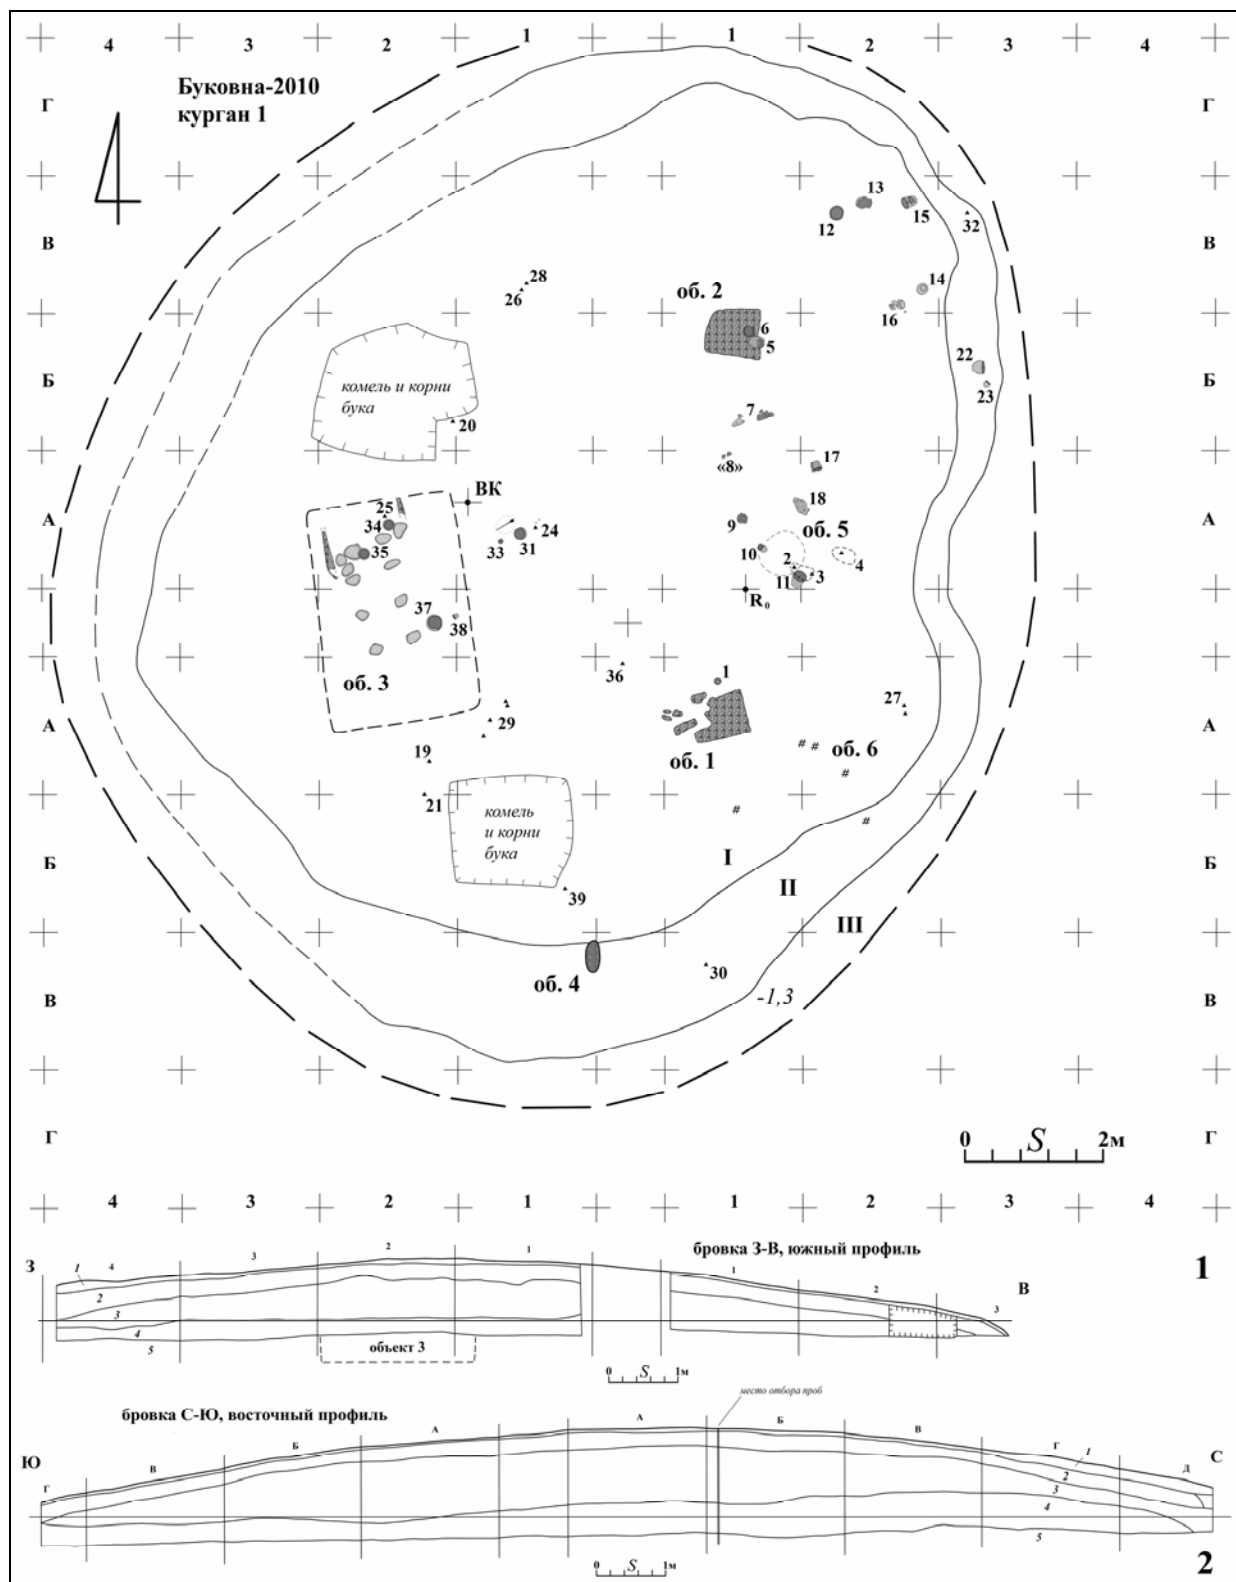 4 3 2 1 1 2 3 4
Буковна-2010
курган 1
Г Г
13
12 15 32
В В
28
26
14
об. 2
16
6
5
22
Б комель и корни Б
бука
23
7
20
«8» 17
ВК
18
А 25 А
34 24 9
33 31 об. 5
35 10 2 4
11 3
R₀
37
38
36 1
об. 3
29 27
А А
19 об. 1 об. 6
21
комель
и корни
бука
I
Б Б
II
39
III
30
об. 4
-1,3
В В
0 S 2м
Г Г
4 3 2 1 1 2 3 4
бровка З-В, южный профиль
1
З 1 4 3 2 1 1 2 3 В
2
3
4
5
объект 3
0 S 1м
место отбора проб
бровка С-Ю, восточный профиль
Ю Г В Б А А Б В Г Д С
1
2
3
4
5
0 S 1м
2